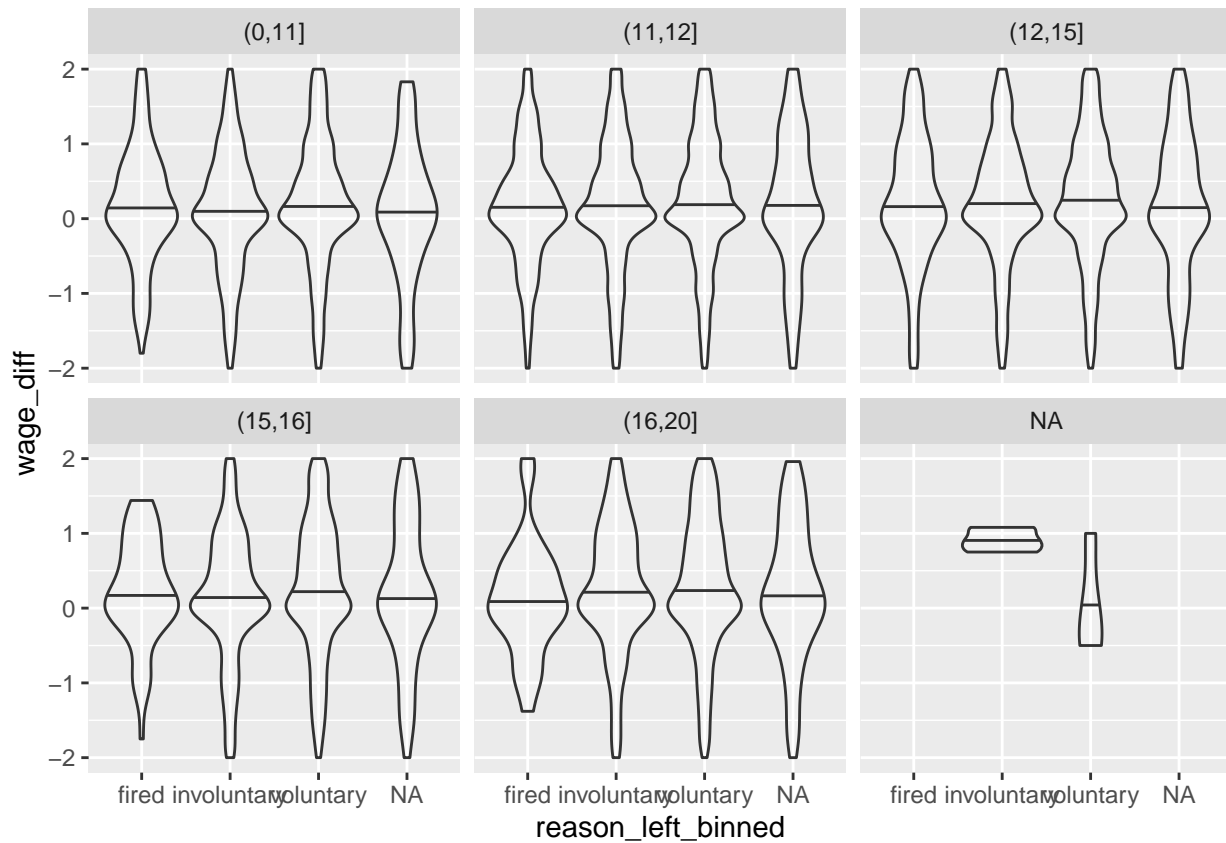 (0,11]
(11,12]
(12,15]
2
1
0
−1
−2
wage_diff
(15,16]
(16,20]
NA
2
1
0
−1
−2
fired involuntary voluntary NA
fired involuntary voluntary NA
fired involuntary voluntary NA
reason_left_binned